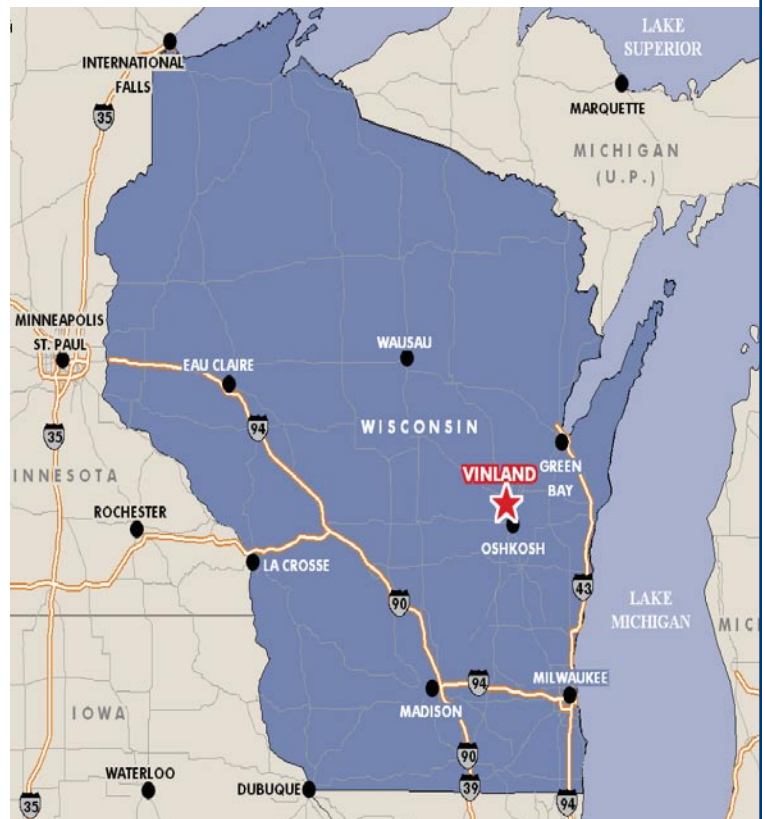 LAKE
SUPERIOR
INTERNATIONAL
FALLS
35
MARQUETTE
MICHIGAN
(U.P.)
MINNEAPOLIS
ST. PAUL
WAUSAU
EAU CLAIRE
94
WISCONSIN
35
GREEN
BAY
VINLAND
INNESOTA
ROCHESTER
OSHKOSH
LA CROSSE
90
43
LAKE
MICHIGAN
MIC
94
MILWAUKEE
MADISON
IOWA
90
WATERLOO
DUBUQUE
39
94
35